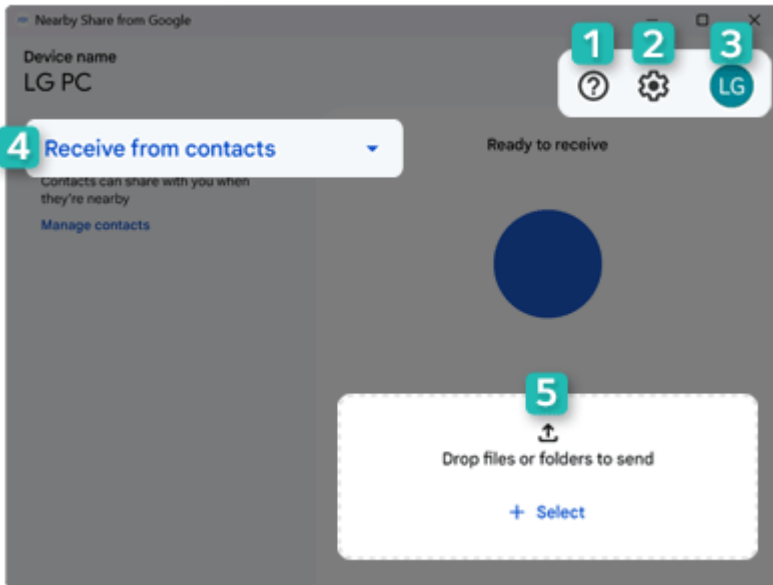 Nearby Share from Google
Device name
LG PC
1
2
3
LG
4
Receive from contacts
Contacts can share with you when
they're nearby
Manage contacts
Ready to receive
5
Drop files or folders to send
+ Select